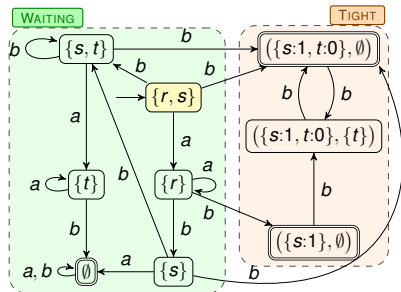 WAITING
TIGHT
b
{s, t}
b
b
b
({s:1, t:0}, ∅)
{r, s}
a
a
b
b
({s:1, t:0}, {t})
a
{t}
b
{r}
a
b
b
b
b
({s:1}, ∅)
a, b
∅
a
{s}
b